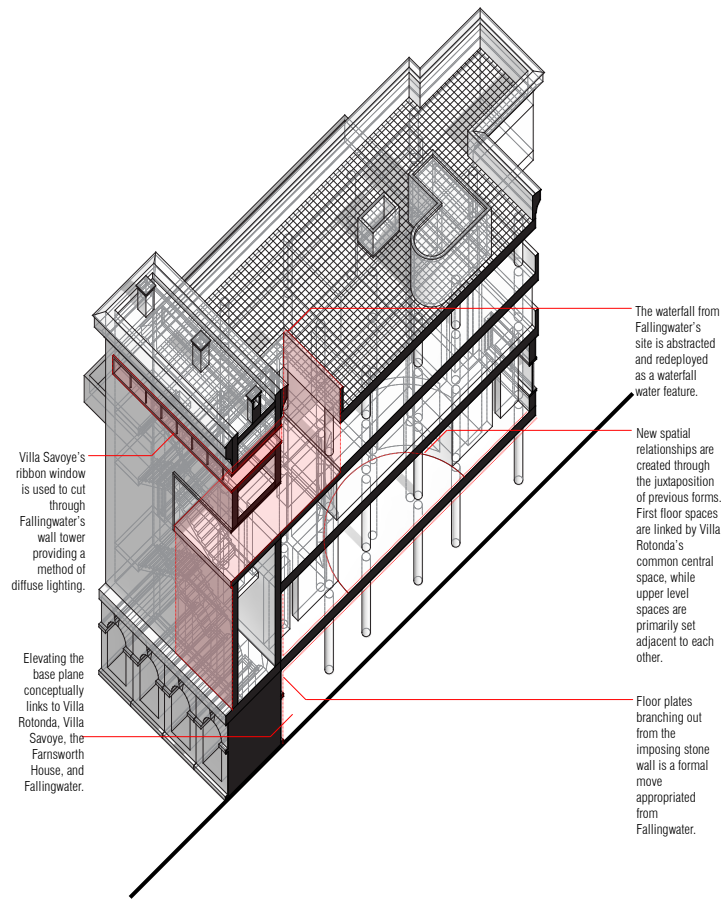 The waterfall from
Fallingwater's
site is abstracted
and redeployed
as a waterfall
water feature.
New spatial
relationships are
created through
the juxtaposition
of previous forms.
First floor spaces
are linked by Villa
Rotonda's
common central
space, while
upper level
spaces are
primarily set
adjacent to each
other.
Villa Savoye's
ribbon window
is used to cut
through
Fallingwater's
wall tower
providing a
method of
diffuse lighting.
Elevating the
base plane
conceptually
links to Villa
Rotonda, Villa
Savoye, the
Farnsworth
House, and
Fallingwater.
Floor plates
branching out
from the
imposing stone
wall is a formal
move
appropriated
from
Fallingwater.